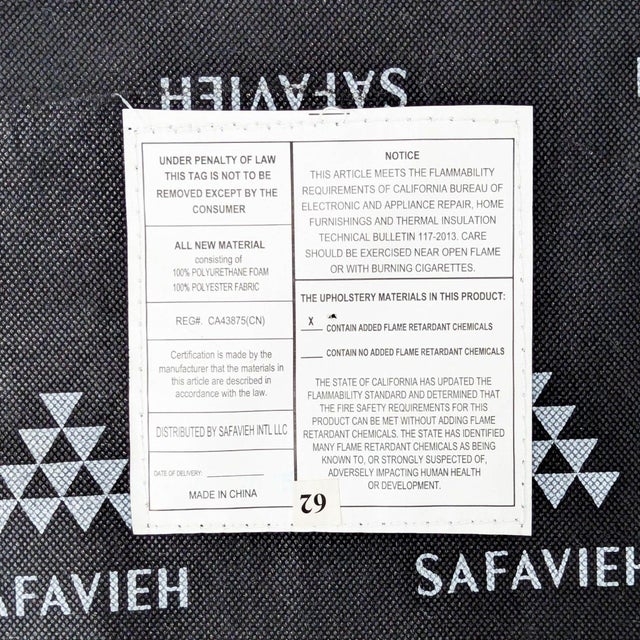 SAFAVIEH
UNDER PENALTY OF LAW
THIS TAG IS NOT TO BE
REMOVED EXCEPT BY THE
CONSUMER
ALL NEW MATERIAL
consisting of
100% POLYURETHANE FOAM
100% POLYESTER FABRIC
REG#. CA43875(CN)
Certification is made by the
manufacturer that the materials in
this article are described in
accordance with the law.
DISTRIBUTED BY SAFAVIEH INTL LLC
DATE OF DELIVERY:
MADE IN CHINA
NOTICE
THIS ARTICLE MEETS THE FLAMMABILITY
REQUIREMENTS OF CALIFORNIA BUREAU OF
ELECTRONIC AND APPLIANCE REPAIR, HOME
FURNISHINGS AND THERMAL INSULATION
TECHNICAL BULLETIN 117-2013. CARE
SHOULD BE EXERCISED NEAR OPEN FLAME
OR WITH BURNING CIGARETTES.
THE UPHOLSTERY MATERIALS IN THIS PRODUCT:
X CONTAIN ADDED FLAME RETARDANT CHEMICALS
CONTAIN NO ADDED FLAME RETARDANT CHEMICALS
THE STATE OF CALIFORNIA HAS UPDATED THE
FLAMMABILITY STANDARD AND DETERMINED THAT
THE FIRE SAFETY REQUIREMENTS FOR THIS
PRODUCT CAN BE MET WITHOUT ADDING FLAME
RETARDANT CHEMICALS. THE STATE HAS IDENTIFIED
MANY FLAME RETARDANT CHEMICALS AS BEING
KNOWN TO, OR STRONGLY SUSPECTED OF,
ADVERSELY IMPACTING HUMAN HEALTH
OR DEVELOPMENT.
62
AFAVIEH
SAFAVIEH